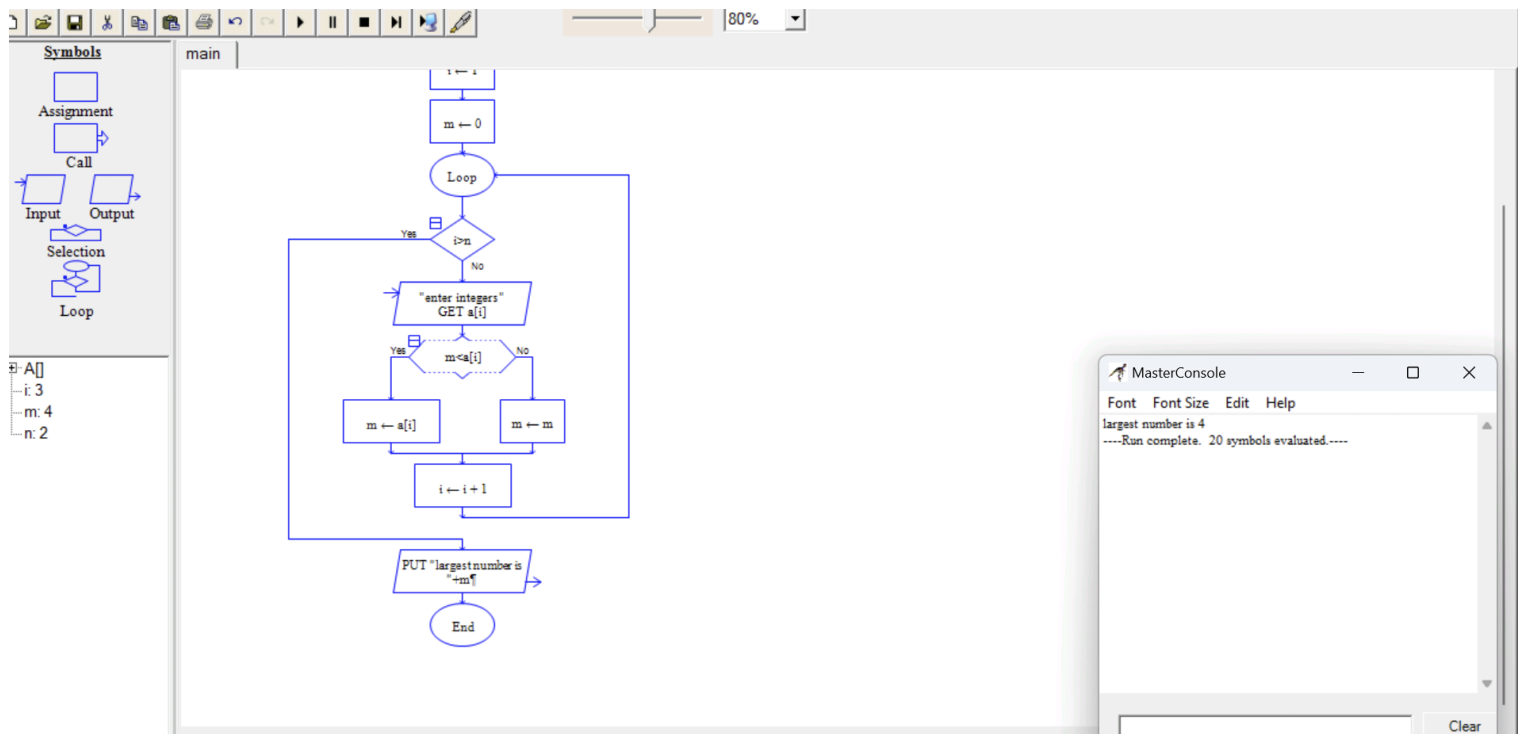 80%
Symbols
main
Assignment
Call
Input Output
Selection
Loop
A[]
i: 3
m: 4
n: 2
m ← 0
Loop
Yes
i>n
No
"enter integers"
GET a[i]
Yes
m<a[i]
No
m ← a[i]
m ← m
i ← i + 1
PUT "largest number is
"+m¶
End
MasterConsole
Font Font Size Edit Help
largest number is 4
----Run complete. 20 symbols evaluated.----
Clear